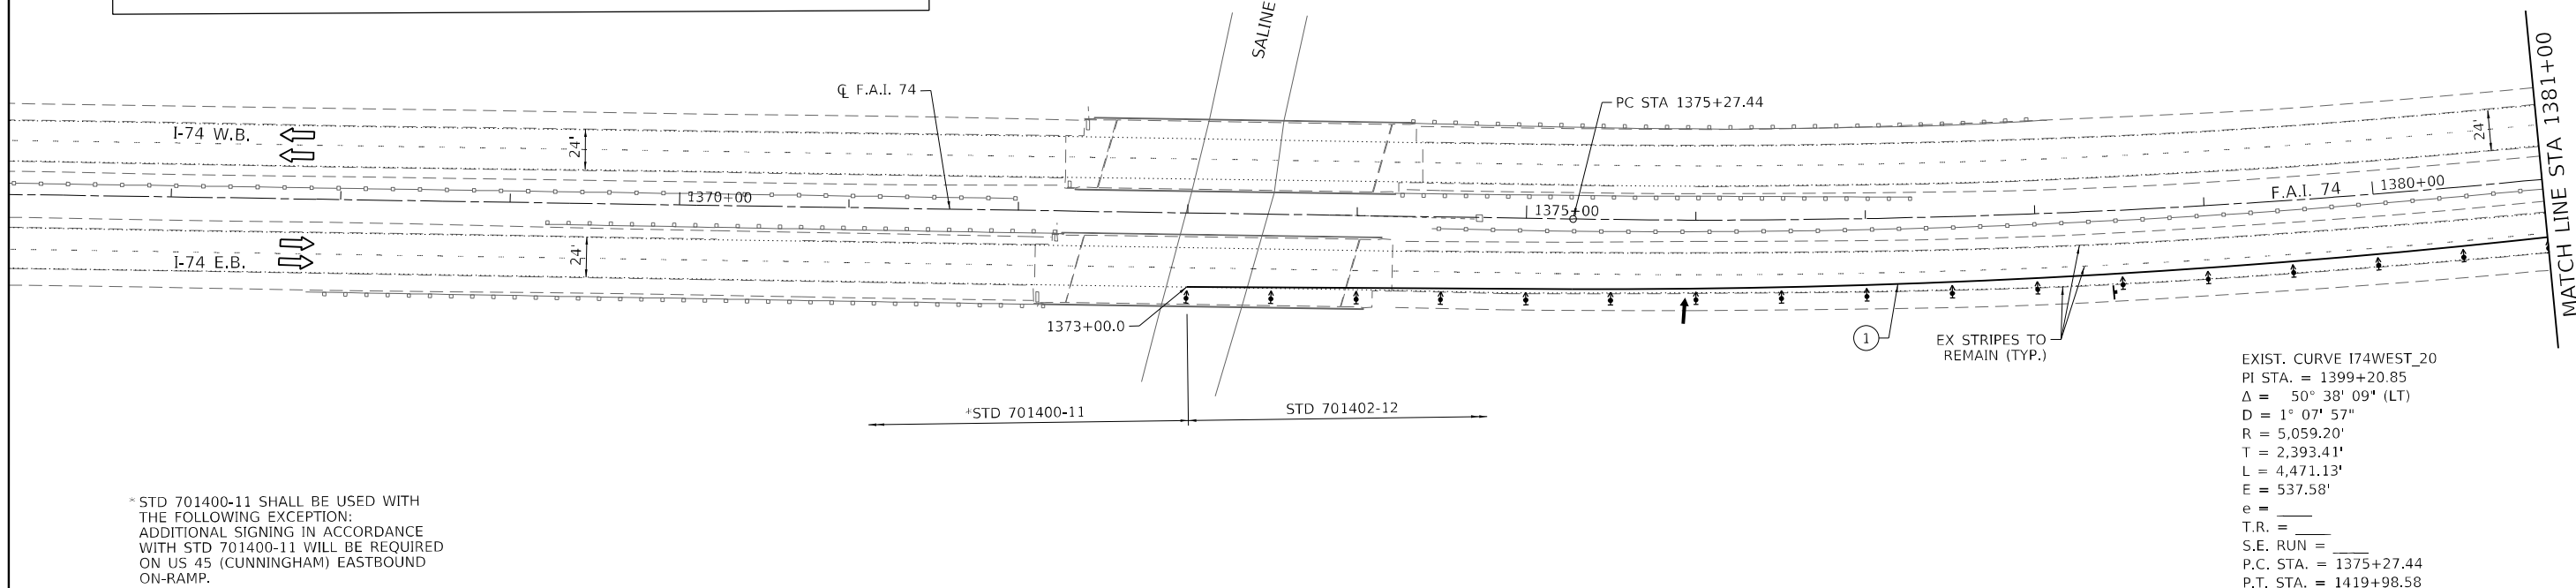 SALINE
MATCH LINE STA 1381+00
℄ F.A.I. 74
PC STA 1375+27.44
I-74 W.B.
24'
24'
1370+00
1375+00
F.A.I. 74
1380+00
I-74 E.B.
24'
1373+00.0
1
EX STRIPES TO
REMAIN (TYP.)
*STD 701400-11
STD 701402-12
EXIST. CURVE I74WEST_20
PI STA. = 1399+20.85
Δ = 50° 38' 09" (LT)
D = 1° 07' 57"
R = 5,059.20'
T = 2,393.41'
L = 4,471.13'
E = 537.58'
e = _____
T.R. = _____
S.E. RUN = _____
P.C. STA. = 1375+27.44
P.T. STA. = 1419+98.58
* STD 701400-11 SHALL BE USED WITH
THE FOLLOWING EXCEPTION:
ADDITIONAL SIGNING IN ACCORDANCE
WITH STD 701400-11 WILL BE REQUIRED
ON US 45 (CUNNINGHAM) EASTBOUND
ON-RAMP.